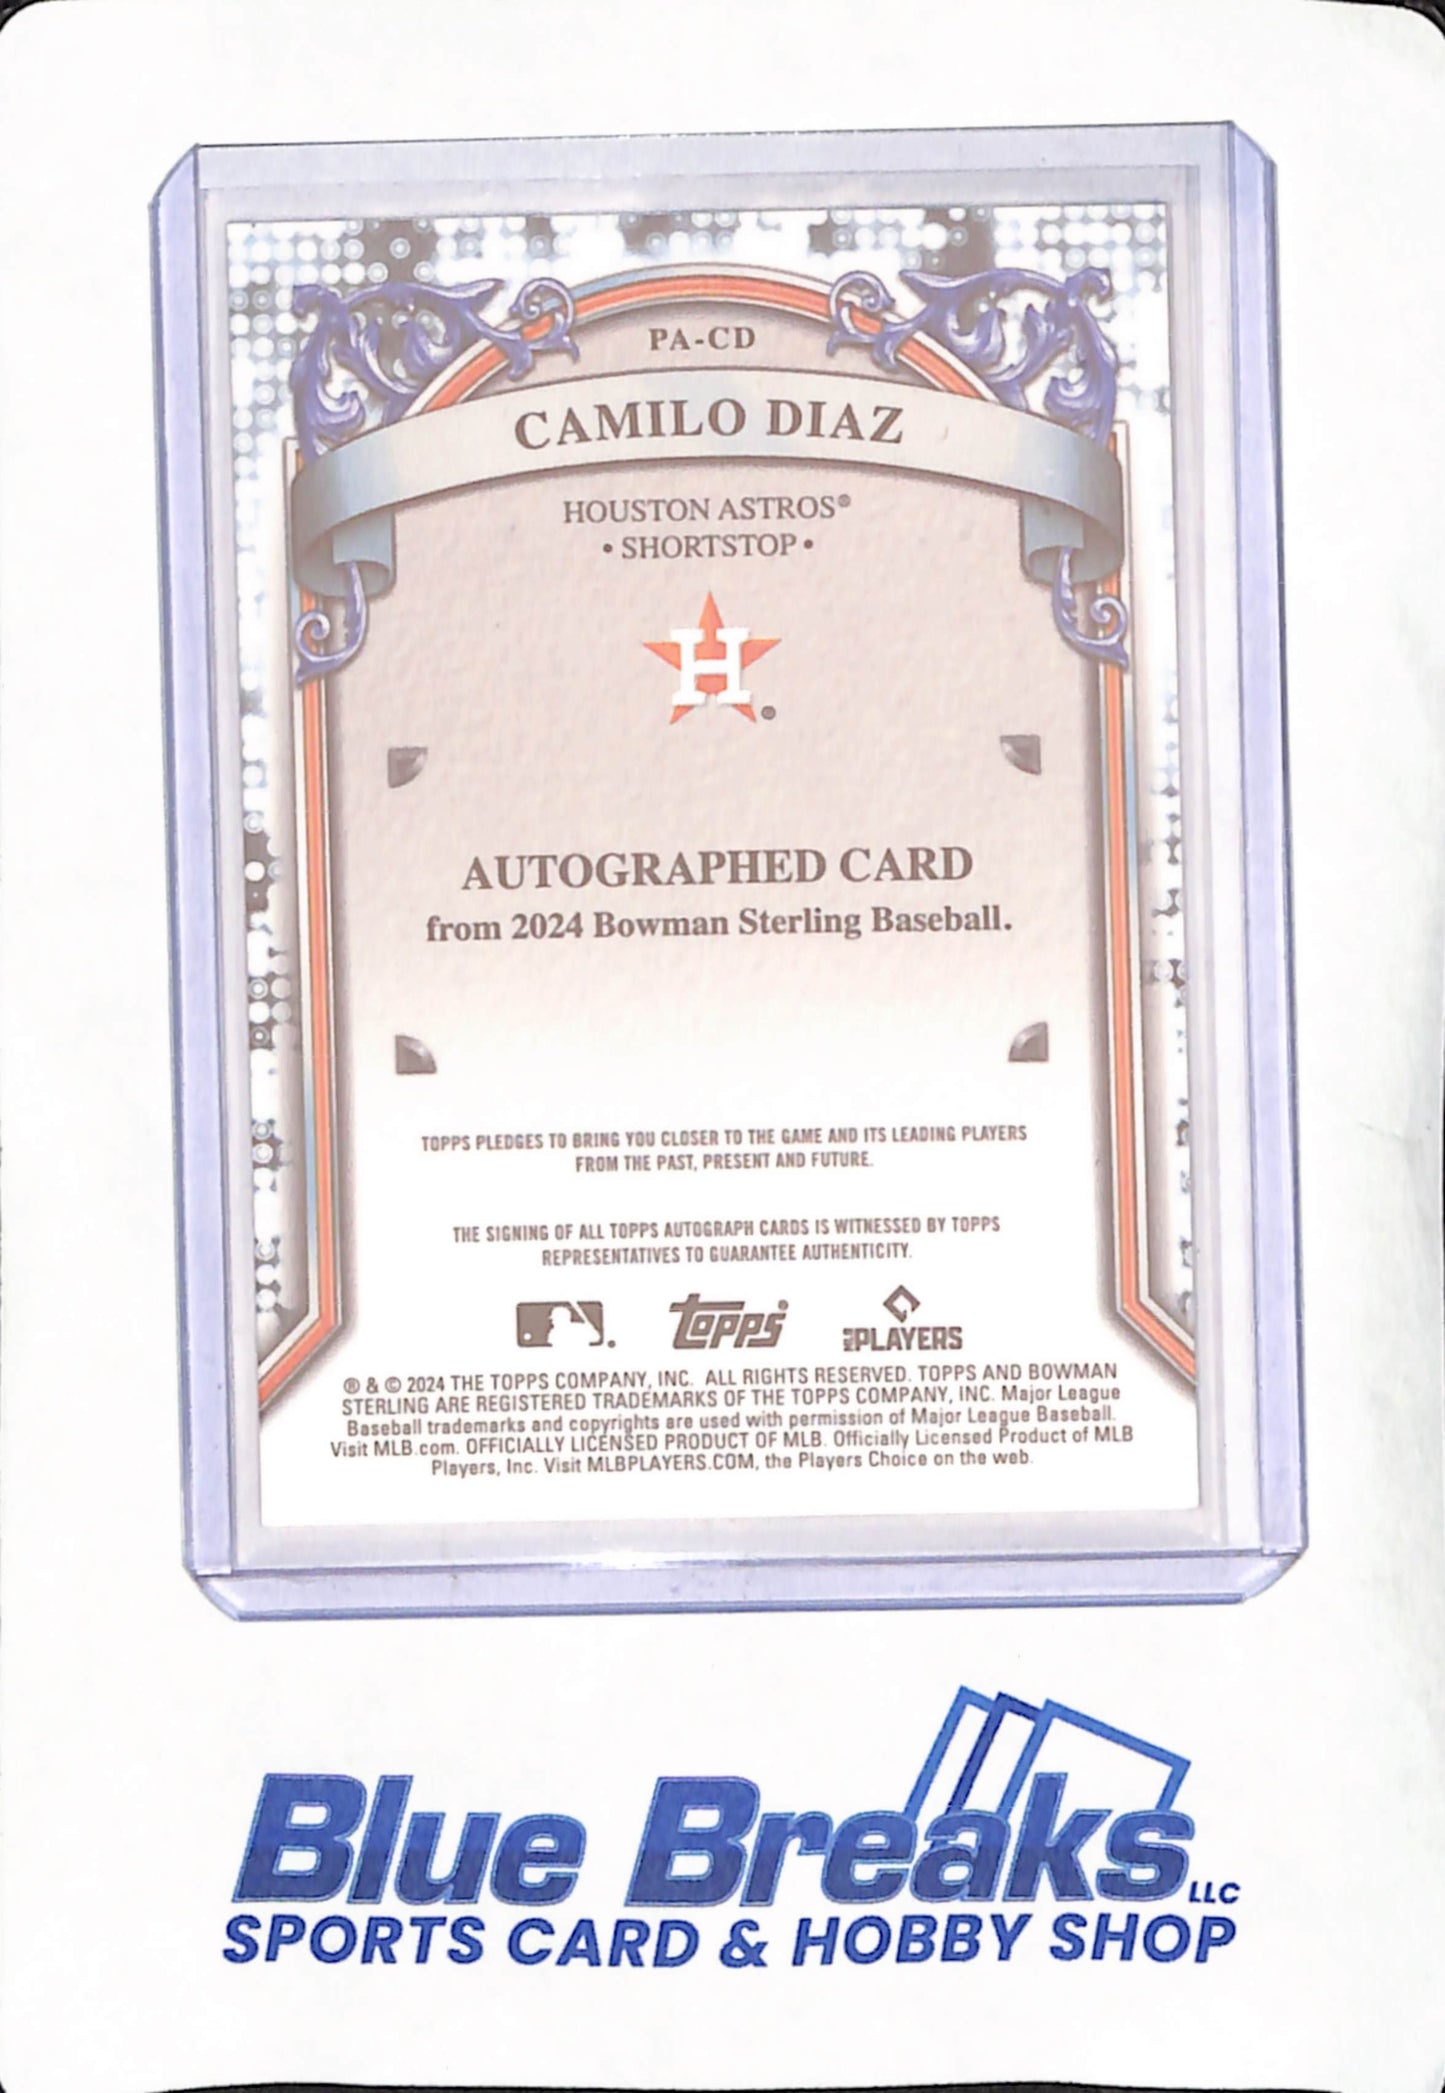 PA-CD
CAMILO DIAZ
HOUSTON ASTROS®
• SHORTSTOP •
H
AUTOGRAPHED CARD
from 2024 Bowman Sterling Baseball.
TOPPS PLEDGES TO BRING YOU CLOSER TO THE GAME AND ITS LEADING PLAYERS
FROM THE PAST, PRESENT AND FUTURE.
THE SIGNING OF ALL TOPPS AUTOGRAPH CARDS IS WITNESSED BY TOPPS
REPRESENTATIVES TO GUARANTEE AUTHENTICITY.
Topps PLAYERS
® & © 2024 THE TOPPS COMPANY, INC. ALL RIGHTS RESERVED. TOPPS AND BOWMAN
STERLING ARE REGISTERED TRADEMARKS OF THE TOPPS COMPANY, INC. Major League
Baseball trademarks and copyrights are used with permission of Major League Baseball.
Visit MLB.com. OFFICIALLY LICENSED PRODUCT OF MLB. Officially Licensed Product of MLB
Players, Inc. Visit MLBPLAYERS.COM, the Players Choice on the web.
Blue Breaks LLC
SPORTS CARD & HOBBY SHOP